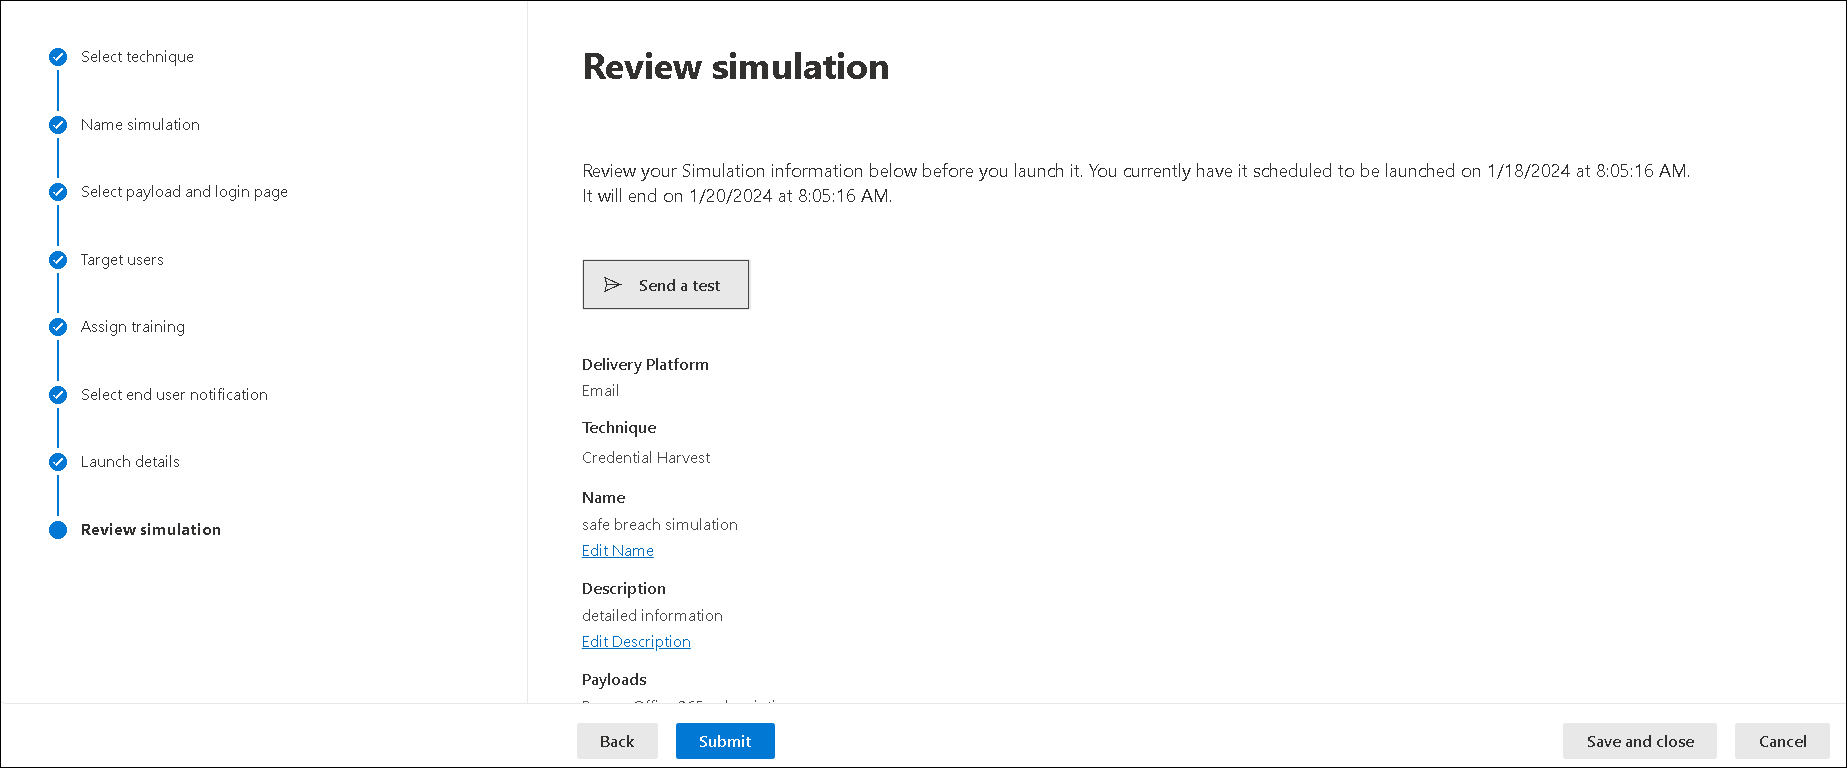 Select technique
Name simulation
Select payload and login page
Target users
Assign training
Select end user notification
Launch details
Review simulation
Review simulation
Review your Simulation information below before you launch it. You currently have it scheduled to be launched on 1/18/2024 at 8:05:16 AM.
It will end on 1/20/2024 at 8:05:16 AM.
Send a test
Delivery Platform
Email
Technique
Credential Harvest
Name
safe breach simulation
Edit Name
Description
detailed information
Edit Description
Payloads
Back
Submit
Save and close
Cancel